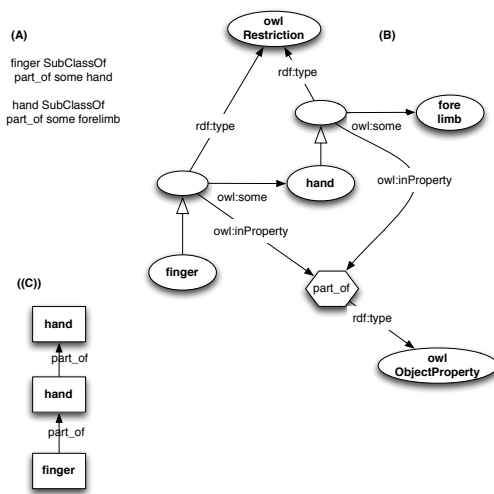 (A)
finger SubClassOf
part_of some hand
hand SubClassOf
part_of some forelimb
(B)
owl
Restriction
rdf:type
rdf:type
owl:some
fore
limb
owl:some
hand
owl:inProperty
owl:inProperty
finger
part_of
rdf:type
owl
ObjectProperty
((C))
hand
part_of
hand
part_of
finger